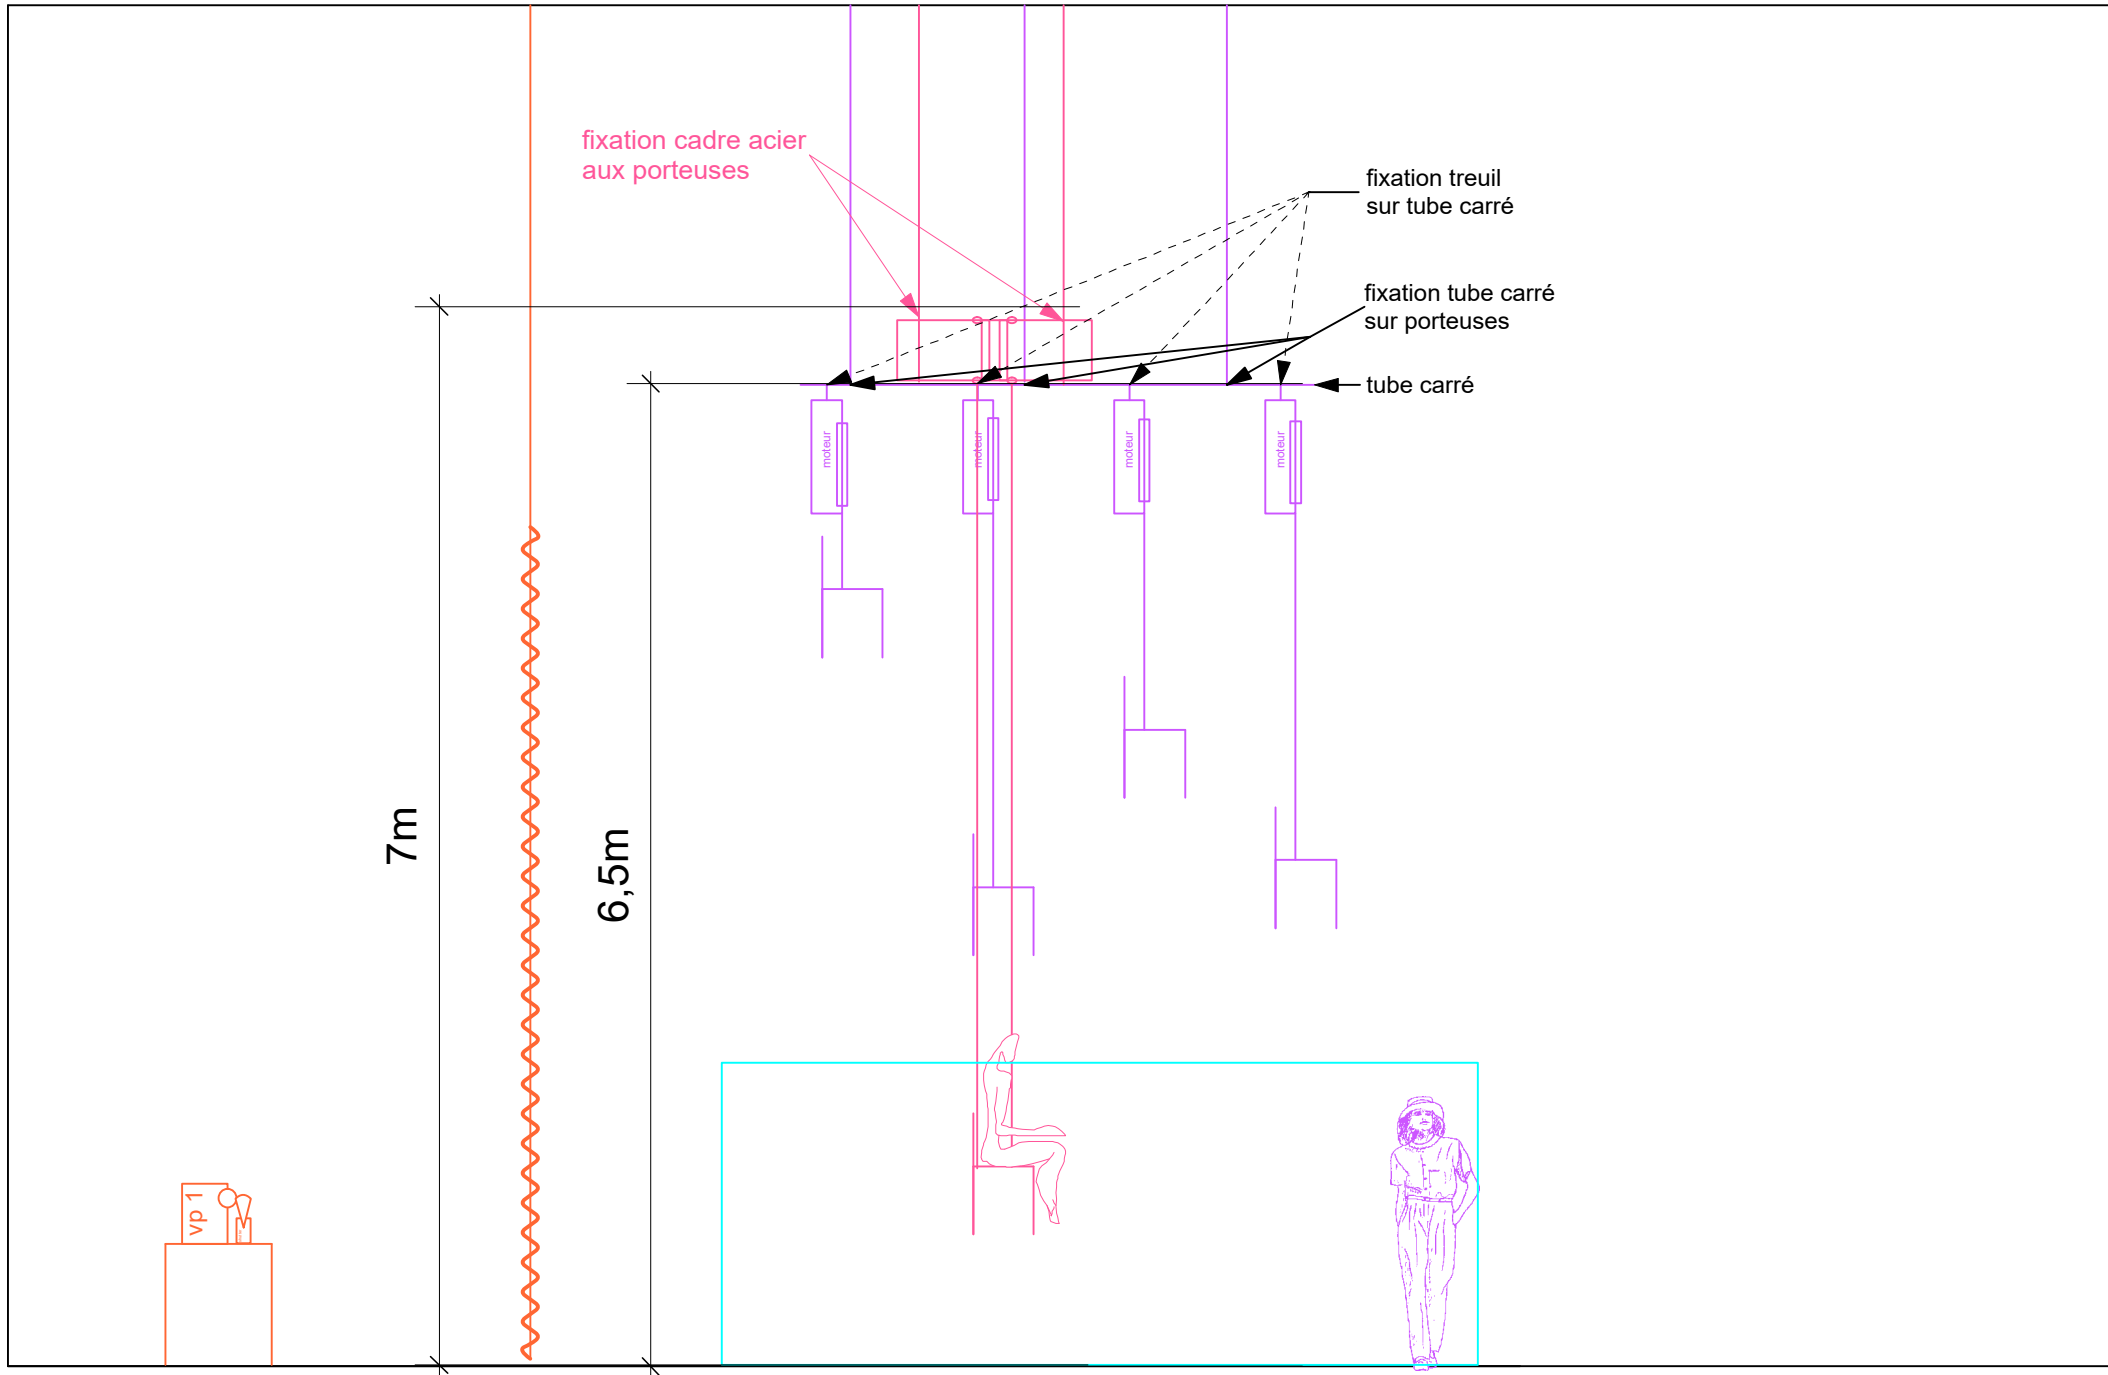 fixation cadre acier
aux porteuses
fixation treuil
sur tube carré
fixation tube carré
sur porteuses
tube carré
moteur
moteur
moteur
moteur
7m
6,5m
vp 1